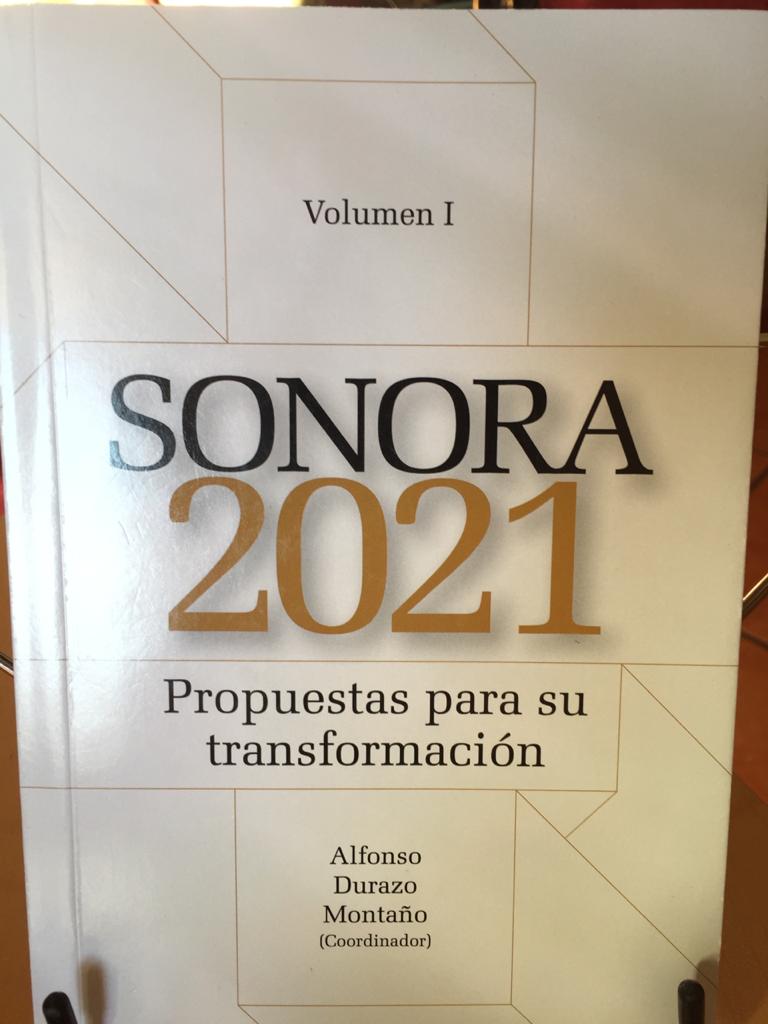 Volumen I
SONORA
2021
Propuestas para su
transformación
Alfonso
Durazo
Montaño
(Coordinador)